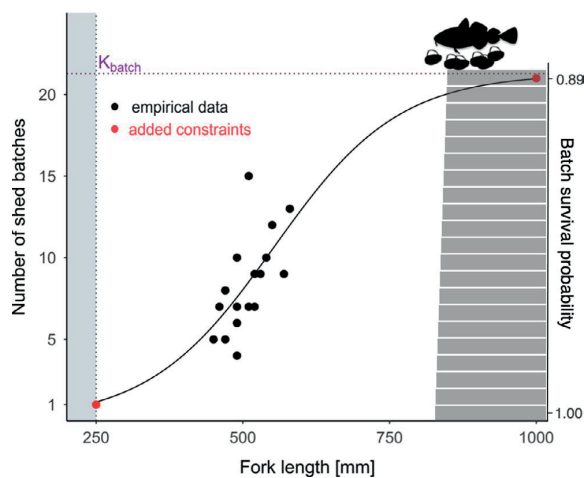 K_batch
empirical data
added constraints
Number of shed batches
20
15
10
5
1
250
500
750
1000
Fork length [mm]
0.89
1.00
Batch survival probability